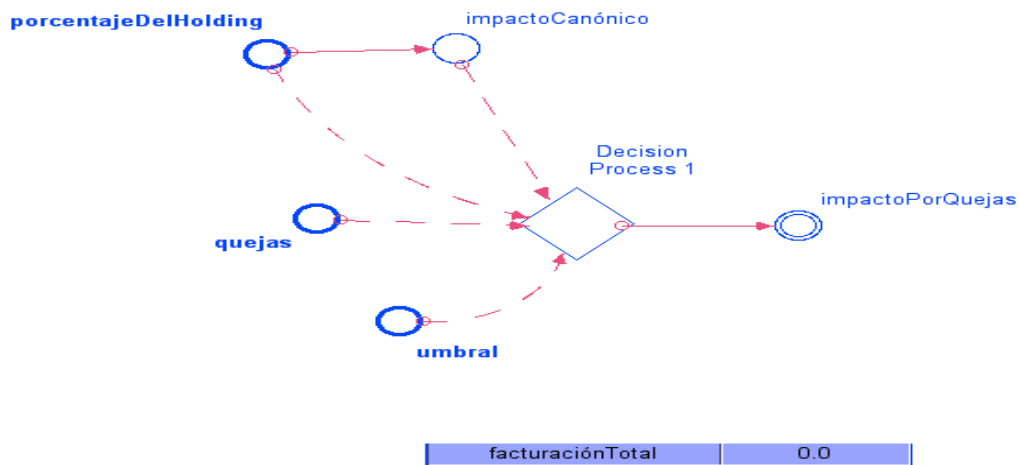 porcentajeDelHolding
impactoCanónico
Decision
Process 1
impactoPorQuejas
quejas
umbral
facturaciónTotal 0.0